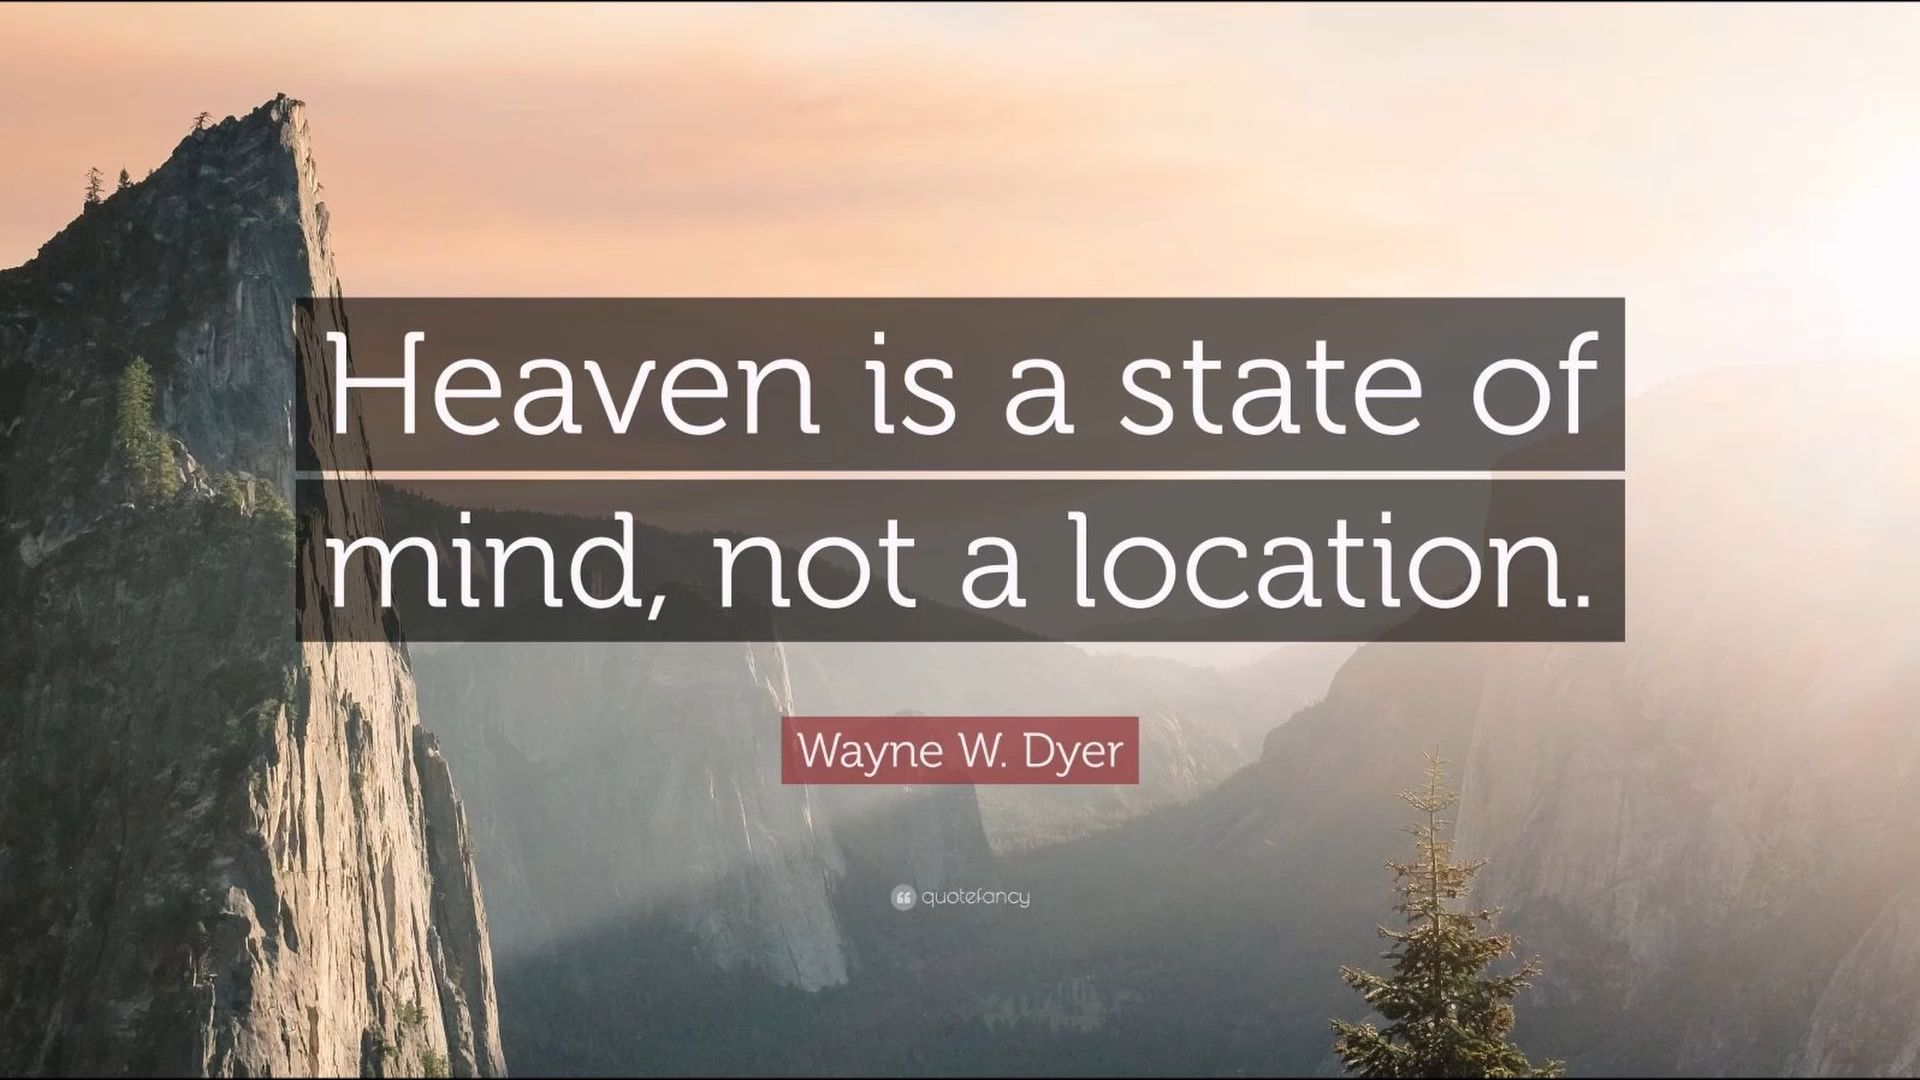 Heaven is a state of
mind, not a location.
Wayne W. Dyer
quotefancy